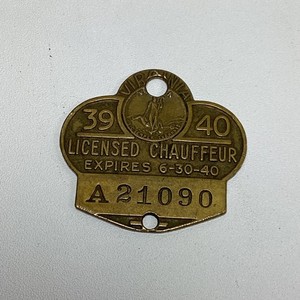 VIRGINIA
39 40
LICENSED CHAUFFEUR
EXPIRES 6-30-40
A21090